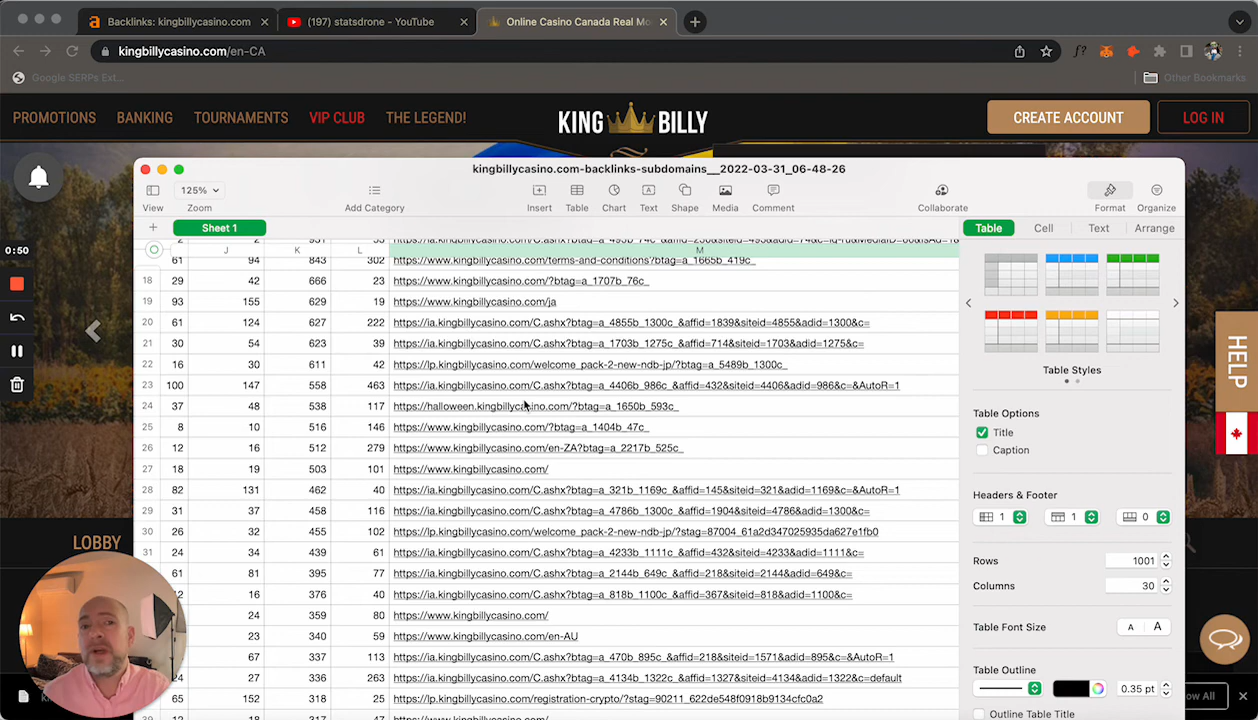 Backlinks: kingbillycasino.com
(197) statsdrone - YouTube
Online Casino Canada Real Mo
kingbillycasino.com/en-CA
Google SERPs Ext...
Other Bookmarks
PROMOTIONS BANKING TOURNAMENTS VIP CLUB THE LEGEND!
KING BILLY
CREATE ACCOUNT
LOG IN
kingbillycasino.com-backlinks-subdomains__2022-03-31_06-48-26
125%
View Zoom Add Category Insert Table Chart Text Shape Media Comment Collaborate Format Organize
Sheet 1
Table Cell Text Arrange
0:50
J K L M
61 94 843 302 https://www.kingbillycasino.com/terms-and-conditions?btag=a_1665b_419c_
18 29 42 666 23 https://www.kingbillycasino.com/?btag=a_1707b_76c_
19 93 155 629 19 https://www.kingbillycasino.com/ja
20 61 124 627 222 https://ia.kingbillycasino.com/C.ashx?btag=a_4855b_1300c_&affid=1839&siteid=4855&adid=1300&c=
21 30 54 623 39 https://ia.kingbillycasino.com/C.ashx?btag=a_1703b_1275c_&affid=714&siteid=1703&adid=1275&c=
22 16 30 611 42 https://lp.kingbillycasino.com/welcome_pack-2-new-ndb-jp/?btag=a_5489b_1300c_
23 100 147 558 463 https://ia.kingbillycasino.com/C.ashx?btag=a_4406b_986c_&affid=432&siteid=4406&adid=986&c=&AutoR=1
24 37 48 538 117 https://halloween.kingbillycasino.com/?btag=a_1650b_593c_
25 8 10 516 146 https://www.kingbillycasino.com/?btag=a_1404b_47c_
26 12 16 512 279 https://www.kingbillycasino.com/en-ZA?btag=a_2217b_525c_
27 18 19 503 101 https://www.kingbillycasino.com/
28 82 131 462 40 https://ia.kingbillycasino.com/C.ashx?btag=a_321b_1169c_&affid=145&siteid=321&adid=1169&c=&AutoR=1
29 31 37 458 116 https://ia.kingbillycasino.com/C.ashx?btag=a_4786b_1300c_&affid=1904&siteid=4786&adid=1300&c=
30 26 32 455 102 https://lp.kingbillycasino.com/welcome_pack-2-new-ndb-jp/?stag=87004_61a2d347025935da627e1fb0
31 24 34 439 61 https://ia.kingbillycasino.com/C.ashx?btag=a_4233b_1111c_&affid=432&siteid=4233&adid=1111&c=
61 81 395 77 https://ia.kingbillycasino.com/C.ashx?btag=a_2144b_649c_&affid=218&siteid=2144&adid=649&c=
16 376 40 https://ia.kingbillycasino.com/C.ashx?btag=a_818b_1100c_&affid=367&siteid=818&adid=1100&c=
24 359 80 https://www.kingbillycasino.com/
23 340 59 https://www.kingbillycasino.com/en-AU
67 337 113 https://ia.kingbillycasino.com/C.ashx?btag=a_470b_895c_&affid=218&siteid=1571&adid=895&c=&AutoR=1
27 336 263 https://ia.kingbillycasino.com/C.ashx?btag=a_4134b_1322c_&affid=1327&siteid=4134&adid=1322&c=default
65 152 318 25 https://lp.kingbillycasino.com/registration-crypto/?stag=90211_622de548f0918b9134cfc0a2
12 18 317 47 https://www.kingbillycasino.com/
Table Styles
Table Options
Title
Caption
Headers & Footer
1 1 0
Rows 1001
Columns 30
Table Font Size A A
Table Outline
0.35 pt
Outline Table Title
HELP
LOBBY